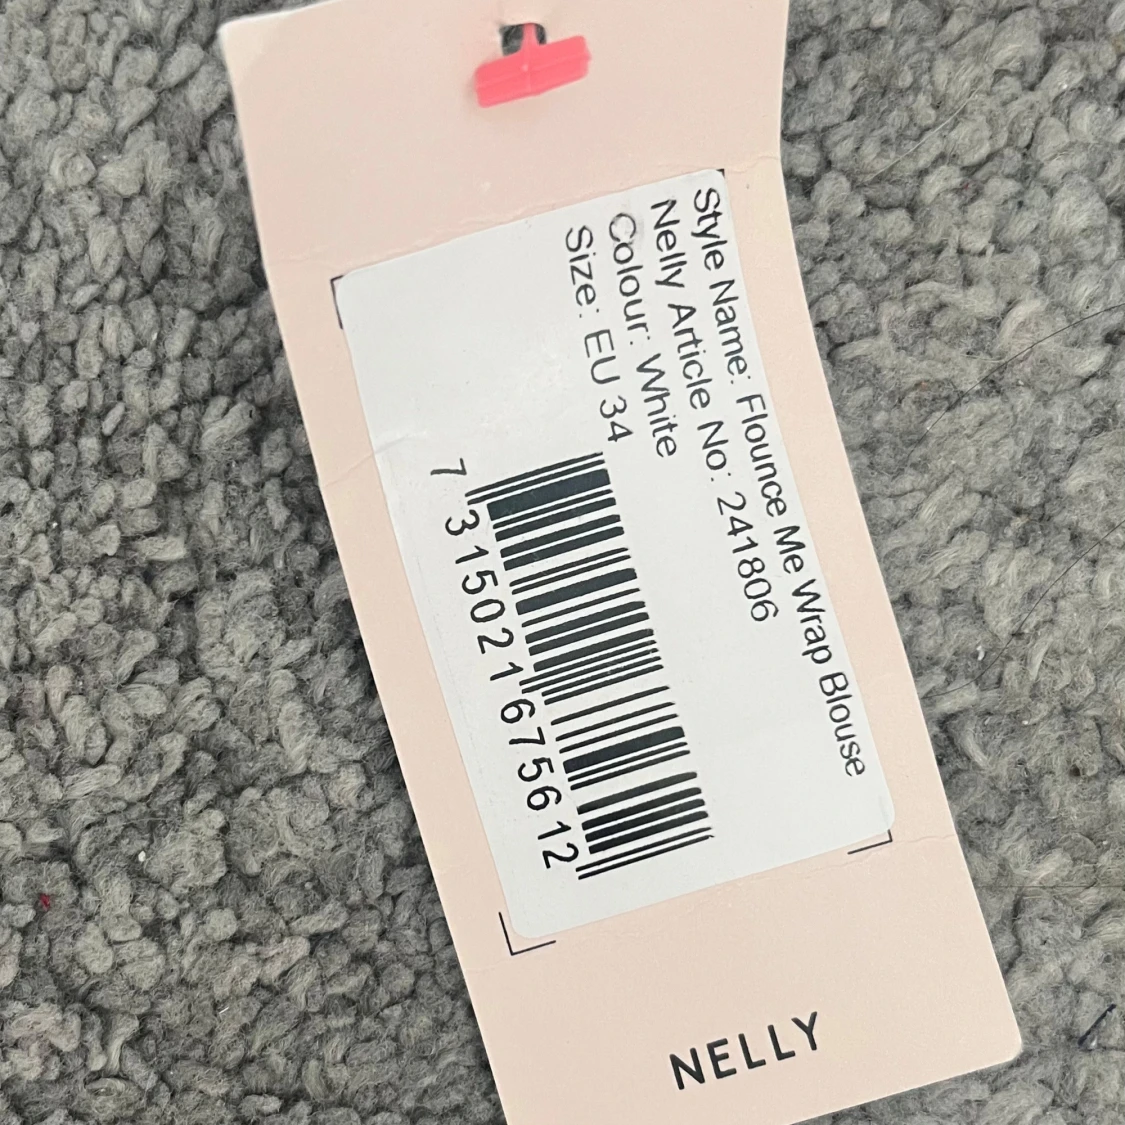 Style Name: Flounce Me Wrap Blouse
Nelly Article No: 241806
Colour: White
Size: EU 34
7 315021 675612
NELLY